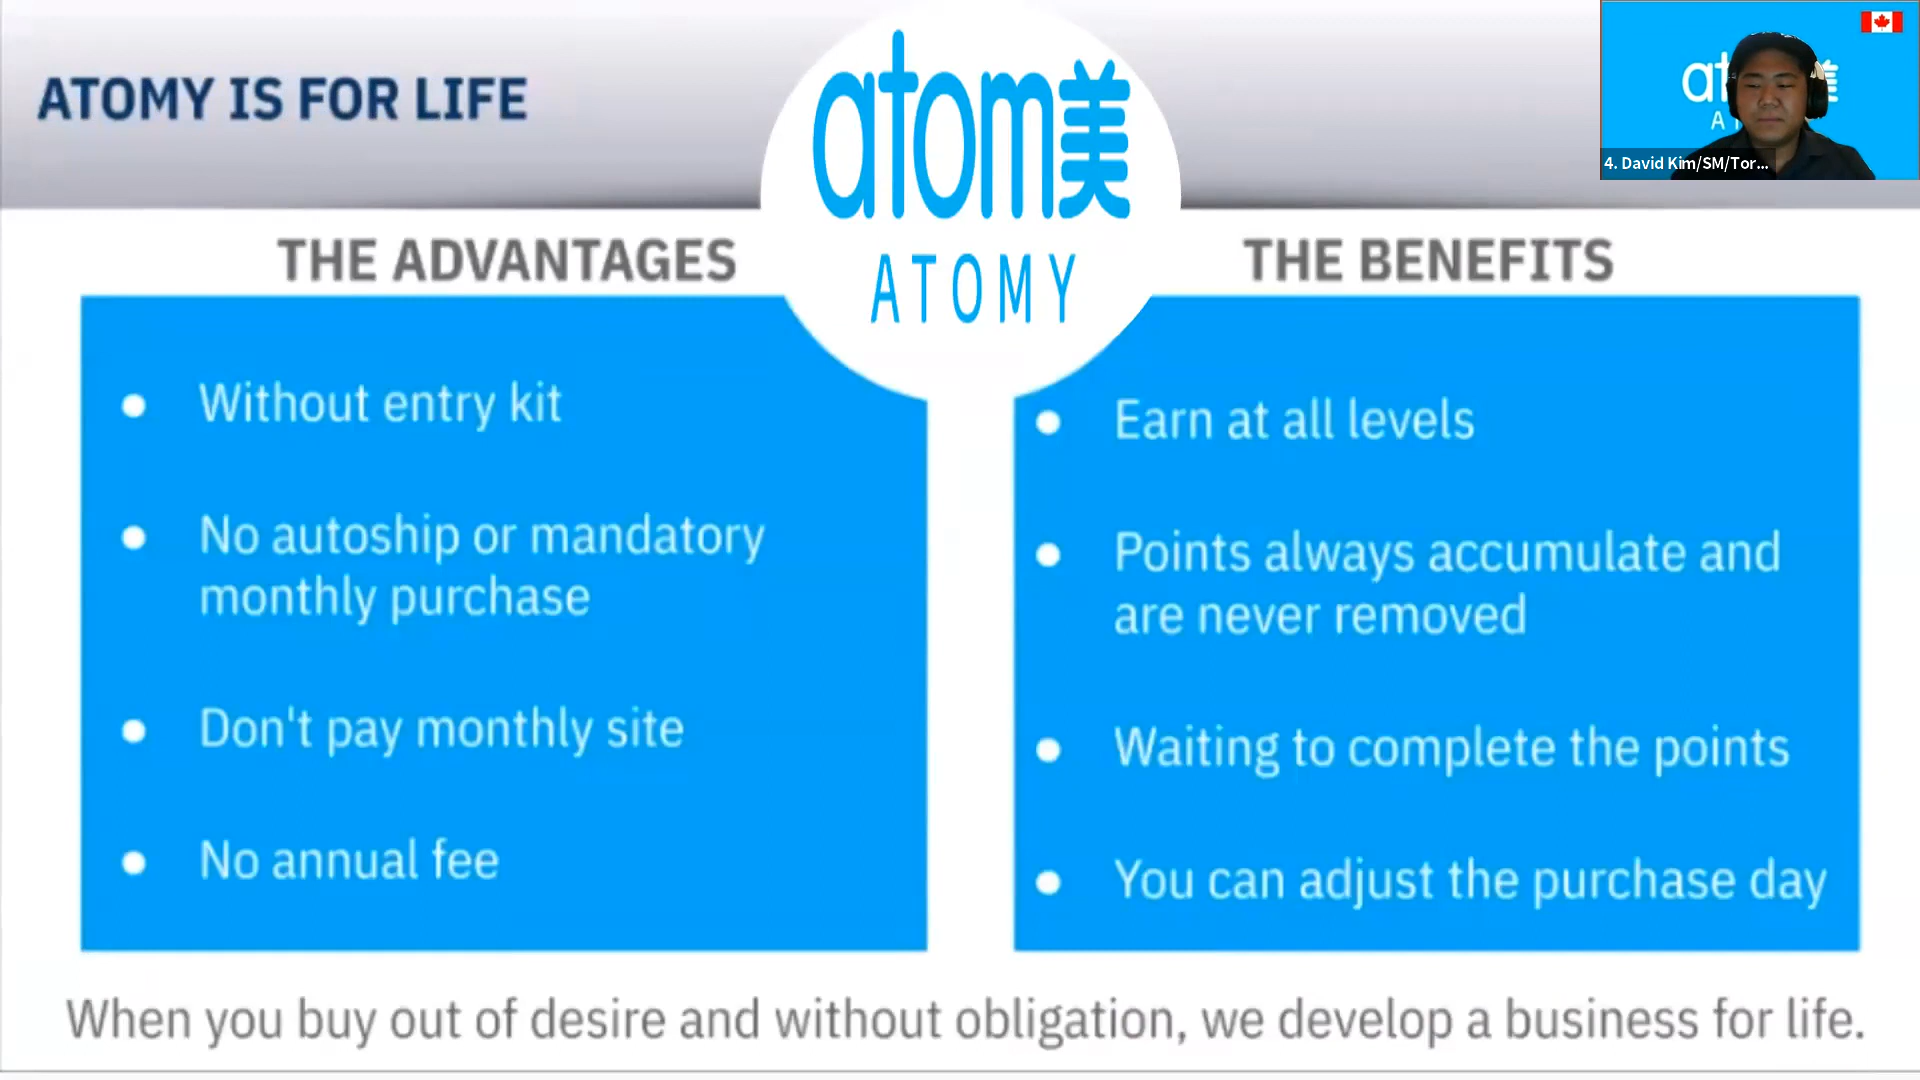 ATOMY IS FOR LIFE
atom美
ATOMY
4. David Kim/SM/Tor...
THE ADVANTAGES
Without entry kit
No autoship or mandatory
monthly purchase
Don't pay monthly site
No annual fee
THE BENEFITS
Earn at all levels
Points always accumulate and
are never removed
Waiting to complete the points
You can adjust the purchase day
When you buy out of desire and without obligation, we develop a business for life.